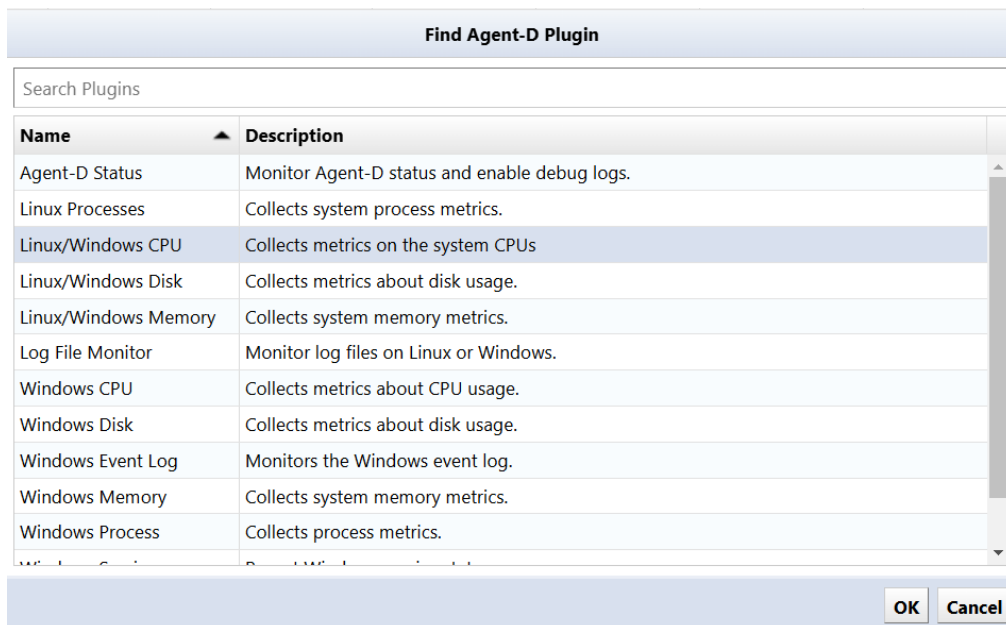 Find Agent-D Plugin
Search Plugins
Name Description
Agent-D Status Monitor Agent-D status and enable debug logs.
Linux Processes Collects system process metrics.
Linux/Windows CPU Collects metrics on the system CPUs
Linux/Windows Disk Collects metrics about disk usage.
Linux/Windows Memory Collects system memory metrics.
Log File Monitor Monitor log files on Linux or Windows.
Windows CPU Collects metrics about CPU usage.
Windows Disk Collects metrics about disk usage.
Windows Event Log Monitors the Windows event log.
Windows Memory Collects system memory metrics.
Windows Process Collects process metrics.
OK Cancel